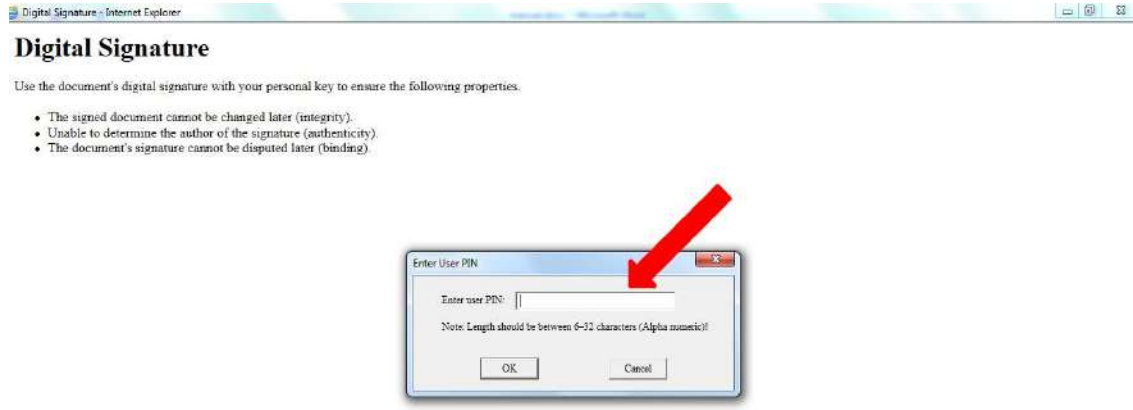 Digital Signature - Internet Explorer
Digital Signature
Use the document's digital signature with your personal key to ensure the following properties.
• The signed document cannot be changed later (integrity).
• Unable to determine the author of the signature (authenticity).
• The document's signature cannot be disputed later (binding).
Enter User PIN
Enter user PIN:
Note: Length should be between 6–32 characters (Alpha numeric)!
OK Cancel